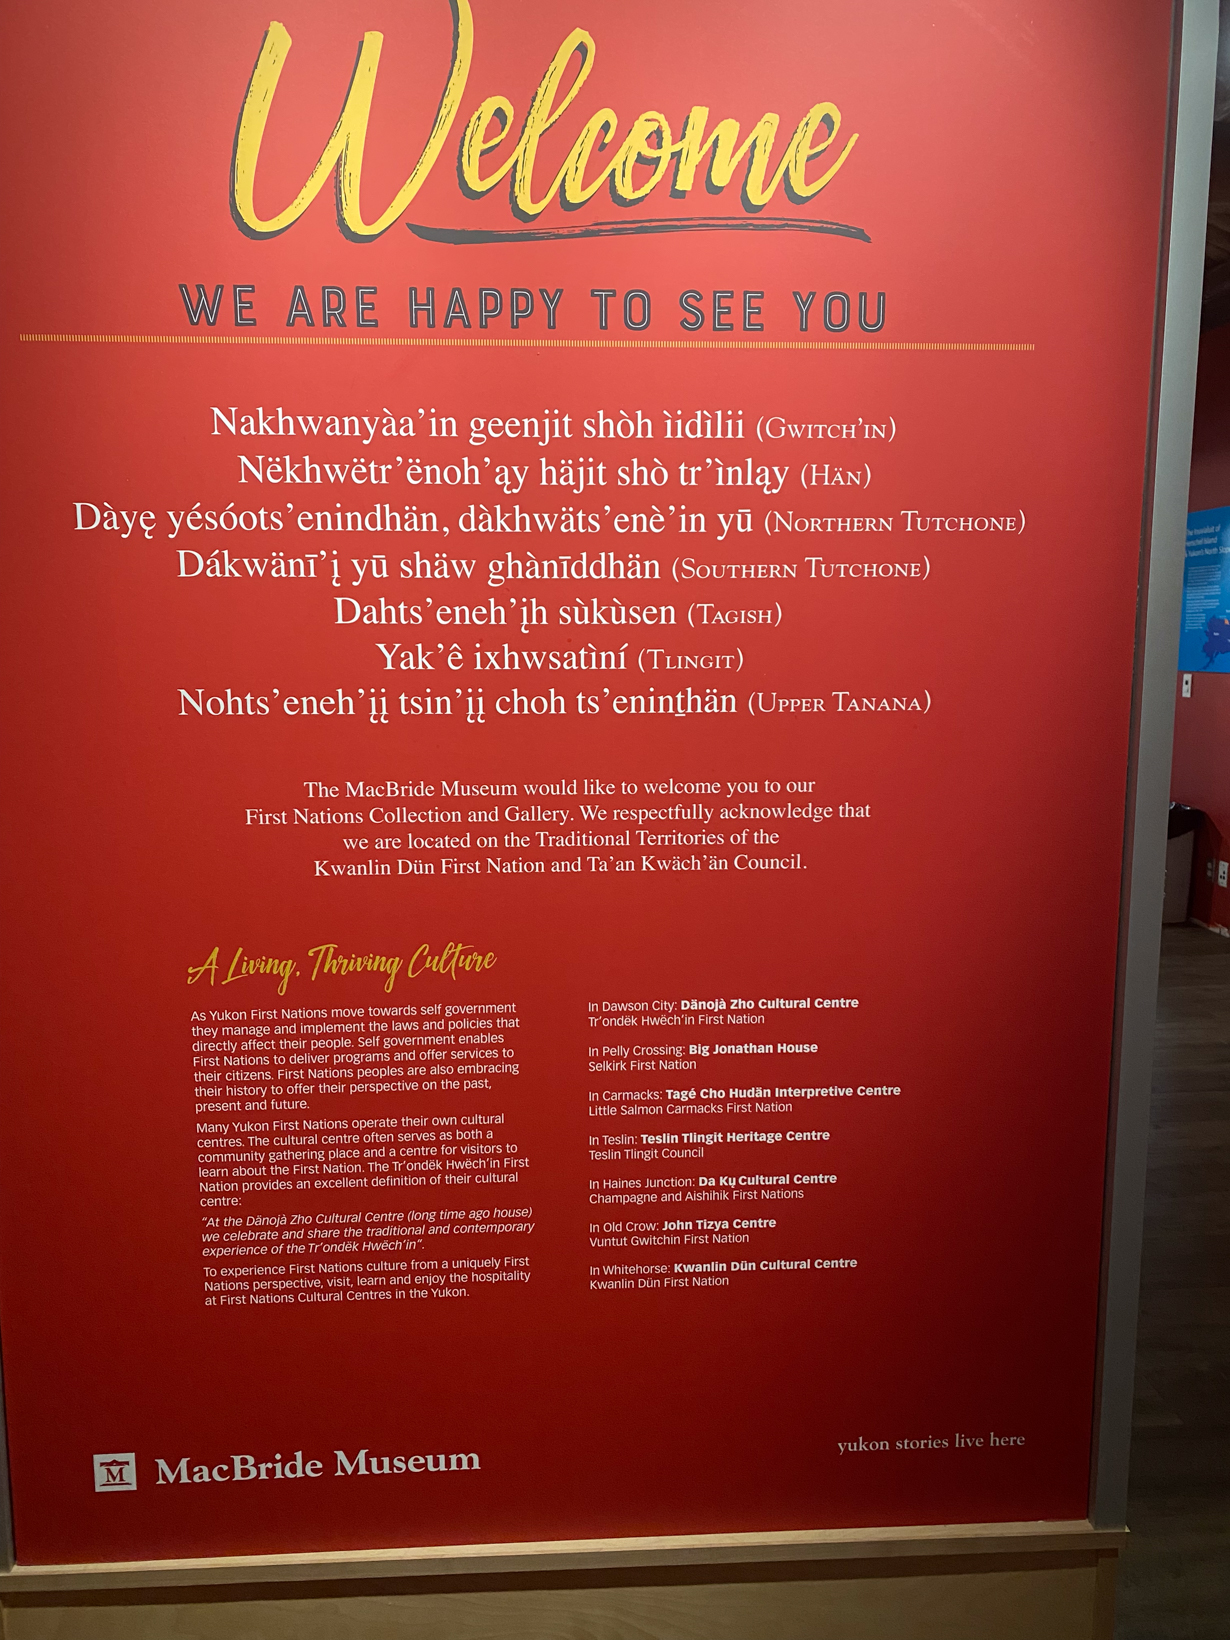 Welcome
WE ARE HAPPY TO SEE YOU
Nakhwanyàa’in geenjit shòh ìidìlii (GWITCH’IN)
Nëkhwëtr’ënoh’ąy häjit shò tr’ìnląy (HÄN)
Dàyę yésóots’enindhän, dàkhwäts’enè’in yū (NORTHERN TUTCHONE)
Dákwänī’į yū shäw ghànīddhän (SOUTHERN TUTCHONE)
Dahts’eneh’įh sùkùsen (TAGISH)
Yak’ê ixhwsatìní (TLINGIT)
Nohts’eneh’įį tsin’įį choh ts’eninṯhän (UPPER TANANA)
The MacBride Museum would like to welcome you to our
First Nations Collection and Gallery. We respectfully acknowledge that
we are located on the Traditional Territories of the
Kwanlin Dün First Nation and Ta’an Kwäch’än Council.
A Living, Thriving Culture
As Yukon First Nations move towards self government
they manage and implement the laws and policies that
directly affect their people. Self government enables
First Nations to deliver programs and offer services to
their citizens. First Nations peoples are also embracing
their history to offer their perspective on the past,
present and future.
Many Yukon First Nations operate their own cultural
centres. The cultural centre often serves as both a
community gathering place and a centre for visitors to
learn about the First Nation. The Tr’ondëk Hwëch’in First
Nation provides an excellent definition of their cultural
centre:
“At the Dänojà Zho Cultural Centre (long time ago house)
we celebrate and share the traditional and contemporary
experience of the Tr’ondëk Hwëch’in”.
To experience First Nations culture from a uniquely First
Nations perspective, visit, learn and enjoy the hospitality
at First Nations Cultural Centres in the Yukon.
In Dawson City: Dänojà Zho Cultural Centre
Tr’ondëk Hwëch’in First Nation
In Pelly Crossing: Big Jonathan House
Selkirk First Nation
In Carmacks: Tagé Cho Hudän Interpretive Centre
Little Salmon Carmacks First Nation
In Teslin: Teslin Tlingit Heritage Centre
Teslin Tlingit Council
In Haines Junction: Da Kų Cultural Centre
Champagne and Aishihik First Nations
In Old Crow: John Tizya Centre
Vuntut Gwitchin First Nation
In Whitehorse: Kwanlin Dün Cultural Centre
Kwanlin Dün First Nation
M
MacBride Museum
yukon stories live here